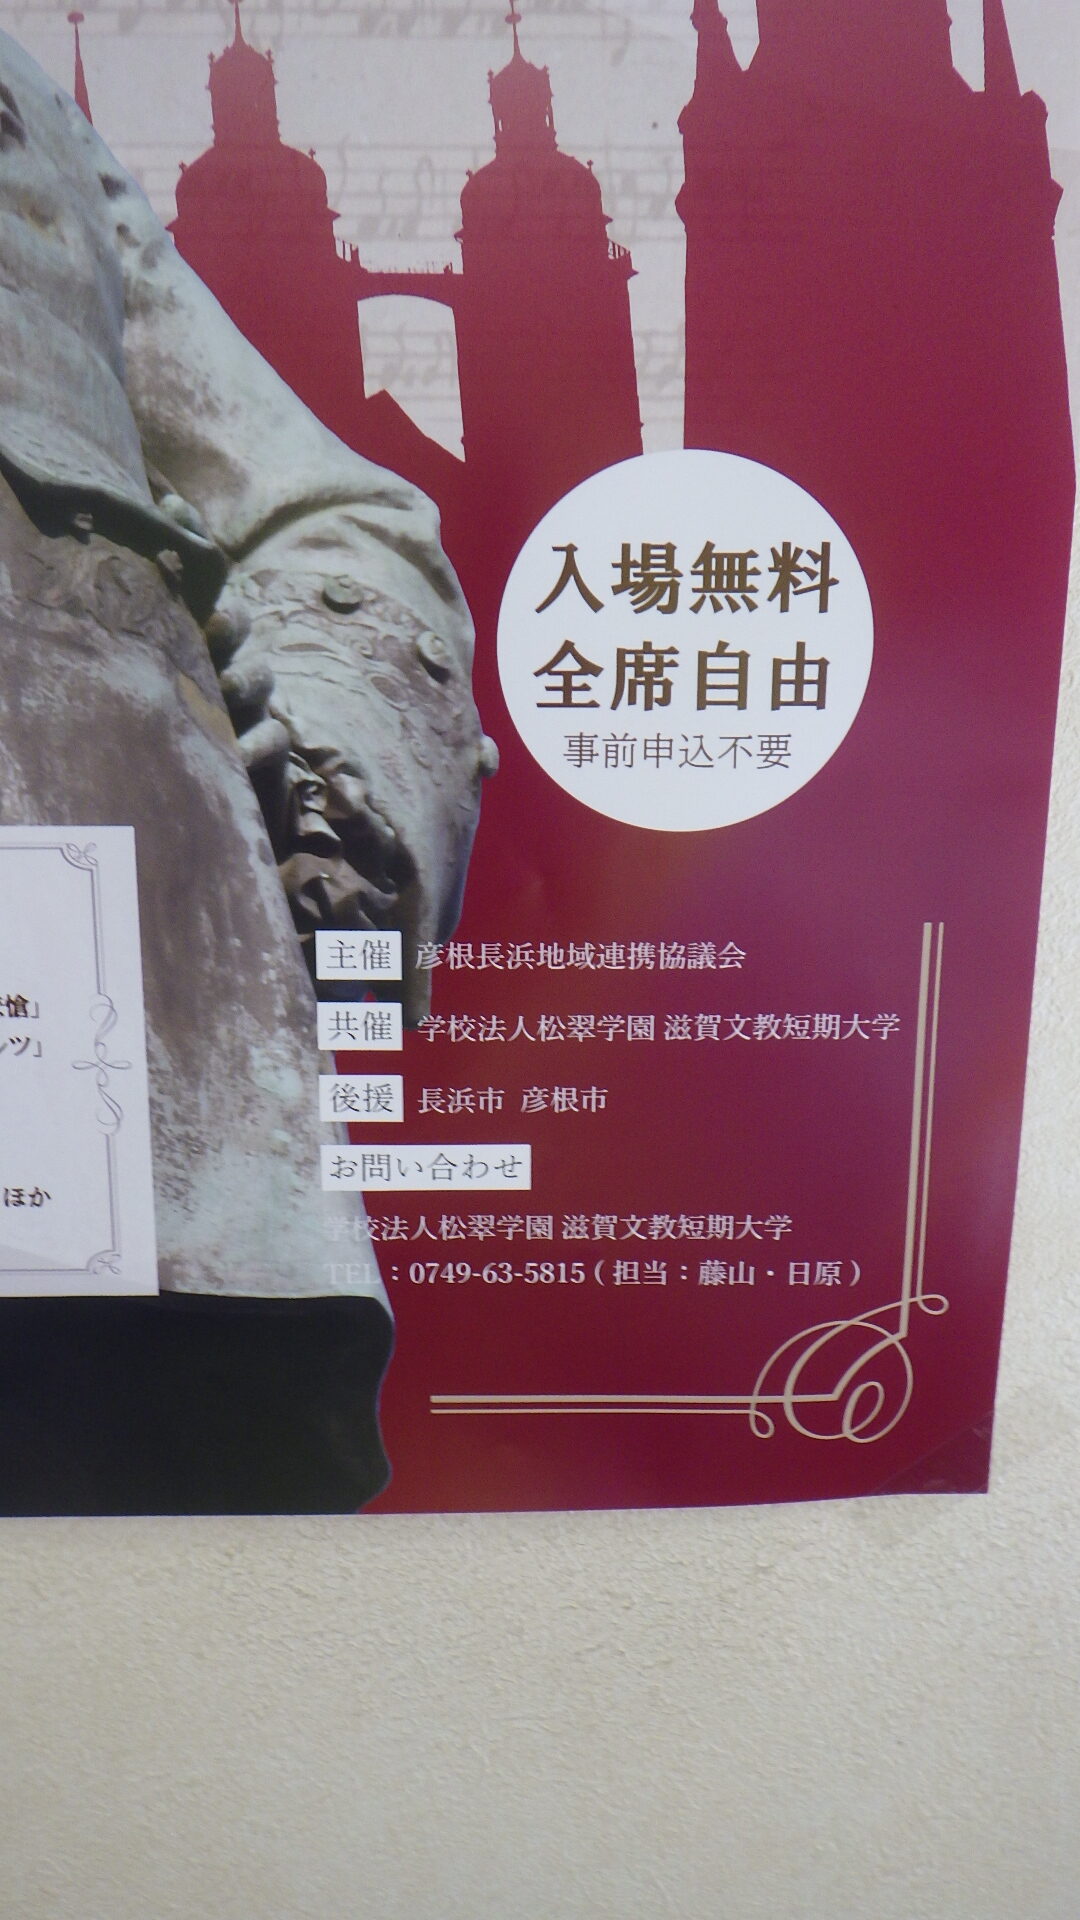 入場無料
全席自由
事前申込不要
主催 彦根長浜地域連携協議会
共催 学校法人松翠学園 滋賀文教短期大学
後援 長浜市 彦根市
お問い合わせ
学校法人松翠学園 滋賀文教短期大学
TEL：0749-63-5815 ( 担当：藤山・日原 )
愴」
ツ」
ほか